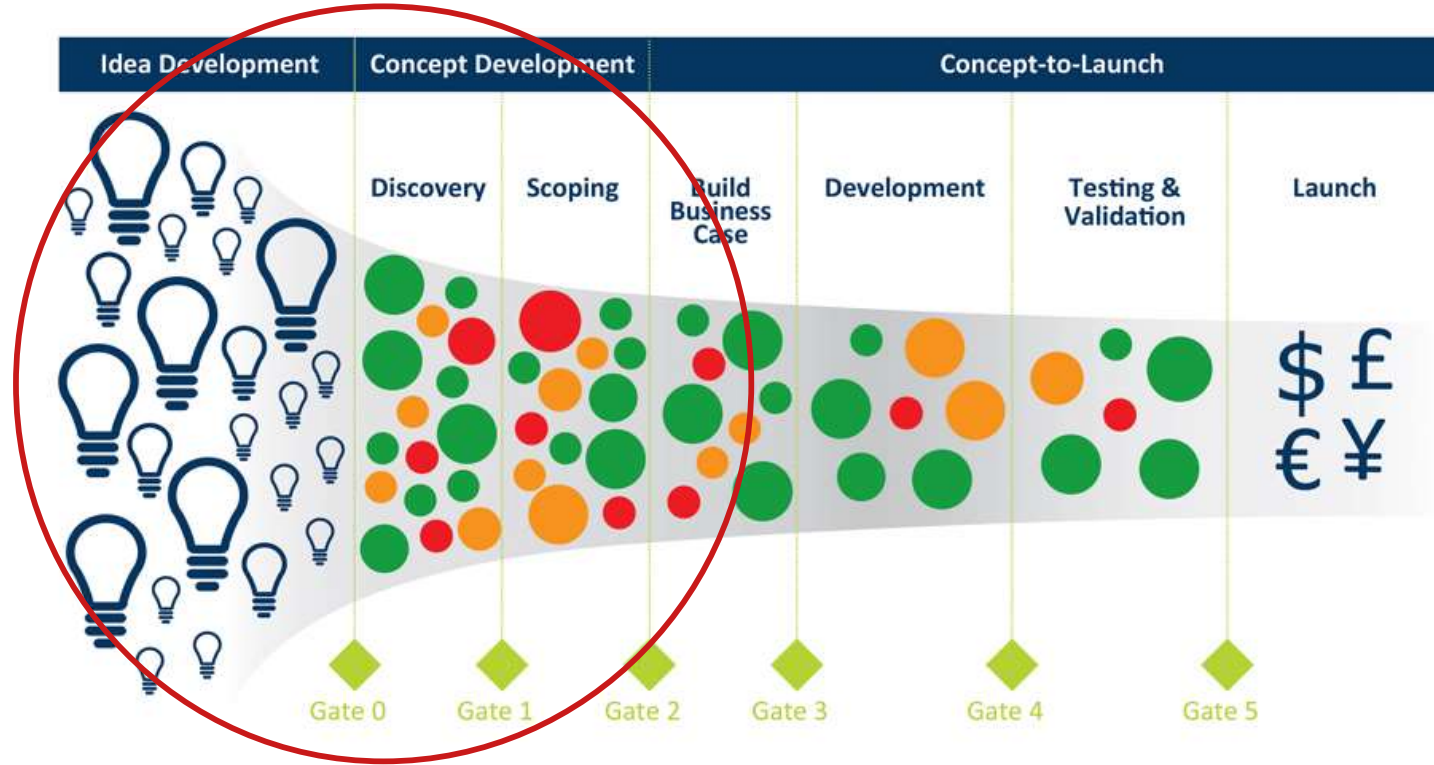 Idea Development
Concept Development
Concept-to-Launch
Discovery
Scoping
Build
Business
Case
Development
Testing &
Validation
Launch
$ £
€ ¥
Gate 0
Gate 1
Gate 2
Gate 3
Gate 4
Gate 5